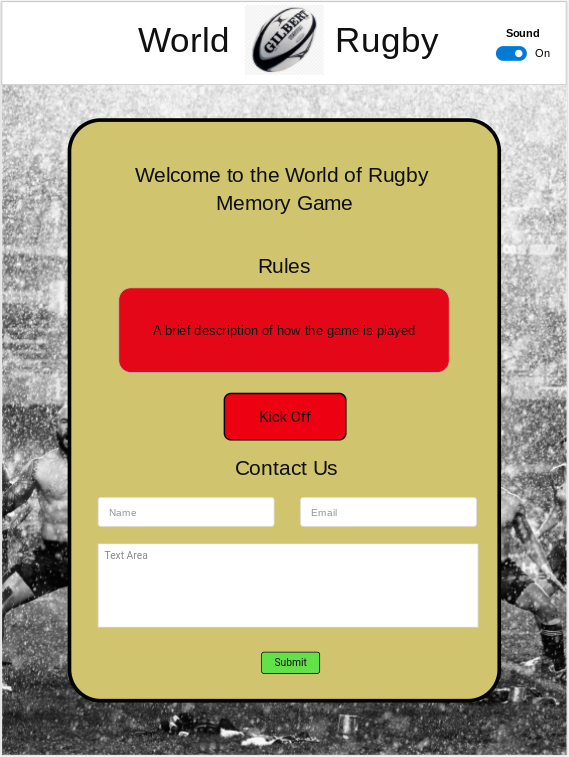 World GILBERT Rugby
Sound
On
Welcome to the World of Rugby
Memory Game
Rules
A brief description of how the game is played
Kick Off
Contact Us
Name Email
Text Area
Submit